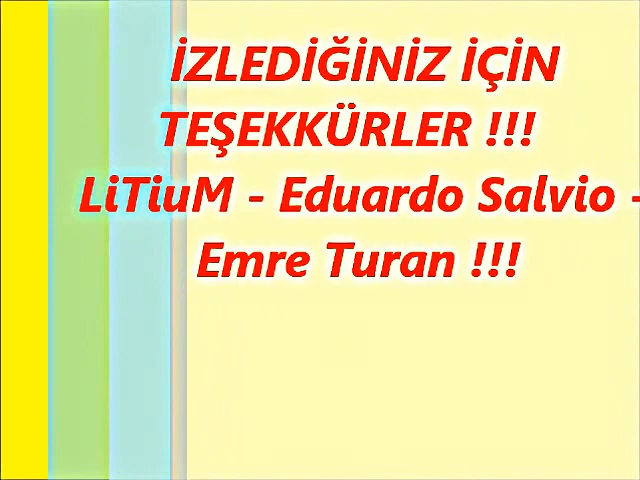 İZLEDİĞİNİZ İÇİN
TEŞEKKÜRLER !!!
LiTiuM - Eduardo Salvio -
Emre Turan !!!